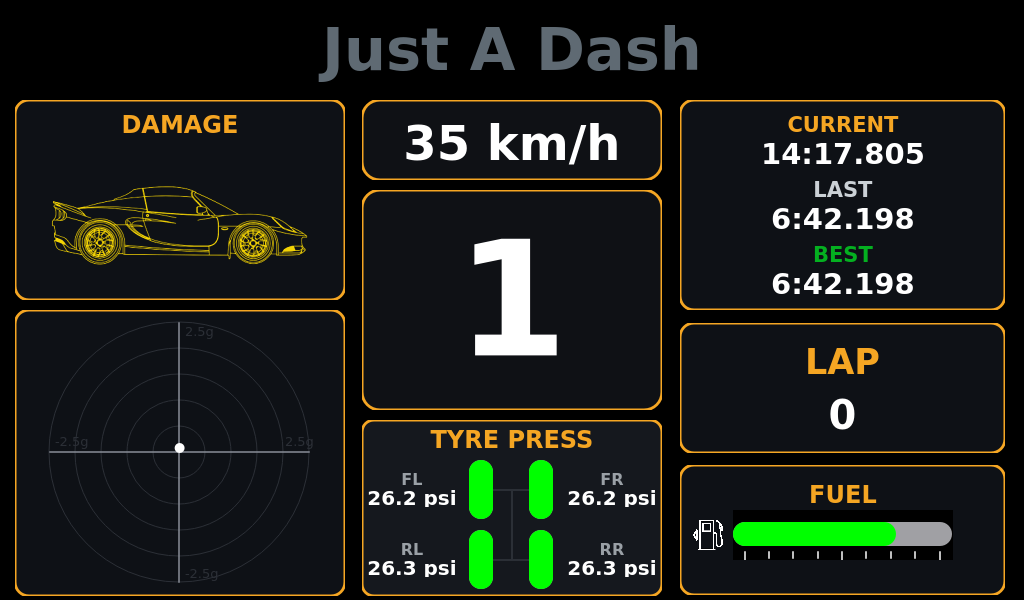 Just A Dash
DAMAGE
2.5g
-2.5g
2.5g
-2.5g
35 km/h
1
TYRE PRESS
FL
26.2 psi
FR
26.2 psi
RL
26.3 psi
RR
26.3 psi
CURRENT
14:17.805
LAST
6:42.198
BEST
6:42.198
LAP
0
FUEL